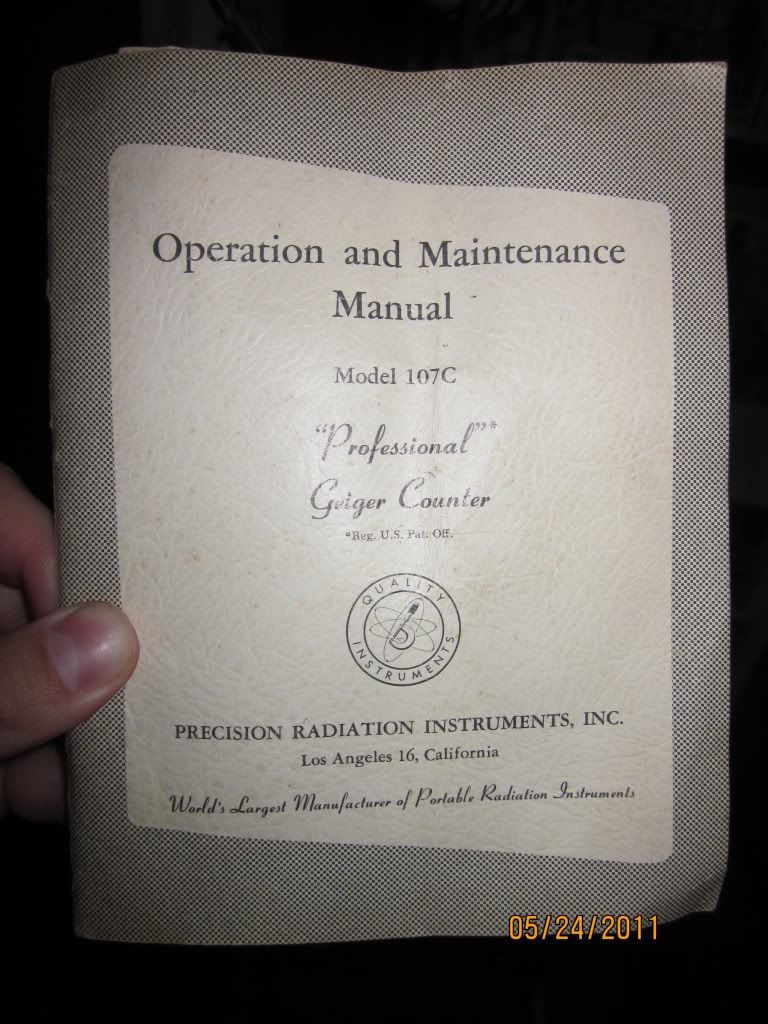 Operation and Maintenance
Manual
Model 107C
"Professional"*
Geiger Counter
*Reg. U.S. Pat. Off.
QUALITY
INSTRUMENTS
PRECISION RADIATION INSTRUMENTS, INC.
Los Angeles 16, California
World's Largest Manufacturer of Portable Radiation Instruments
05/24/2011